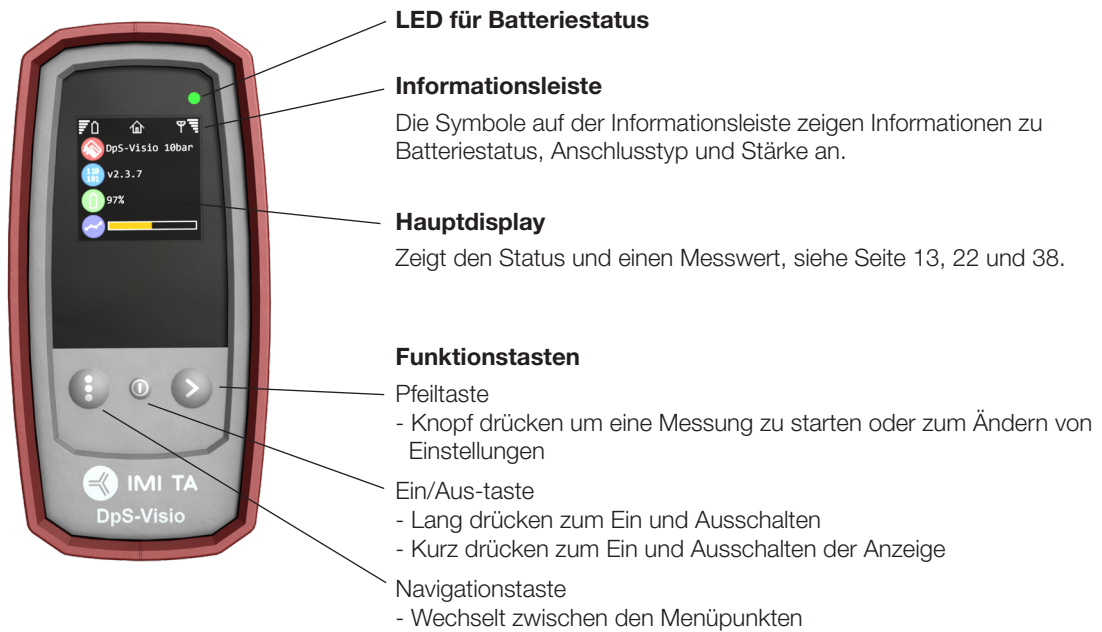 LED für Batteriestatus
Informationsleiste
Die Symbole auf der Informationsleiste zeigen Informationen zu
Batteriestatus, Anschlusstyp und Stärke an.
Hauptdisplay
Zeigt den Status und einen Messwert, siehe Seite 13, 22 und 38.
Funktionstasten
Pfeiltaste
- Knopf drücken um eine Messung zu starten oder zum Ändern von
Einstellungen
Ein/Aus-taste
- Lang drücken zum Ein und Ausschalten
- Kurz drücken zum Ein und Ausschalten der Anzeige
Navigationstaste
- Wechselt zwischen den Menüpunkten
DpS-Visio 10bar
110
101
v2.3.7
97%
IMI TA
DpS-Visio